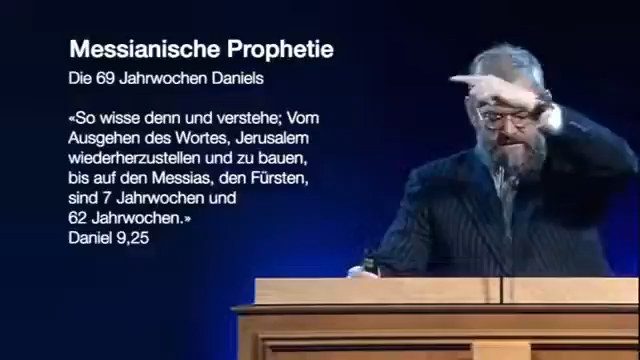 Messianische Prophetie
Die 69 Jahrwochen Daniels
«So wisse denn und verstehe; Vom
Ausgehen des Wortes, Jerusalem
wiederherzustellen und zu bauen,
bis auf den Messias, den Fürsten,
sind 7 Jahrwochen und
62 Jahrwochen.»
Daniel 9,25